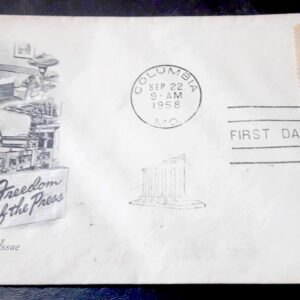 COLUMBIA
SEP 22
9-AM
1958
MO.
FIRST DA
Freedom
of the Press
Issue